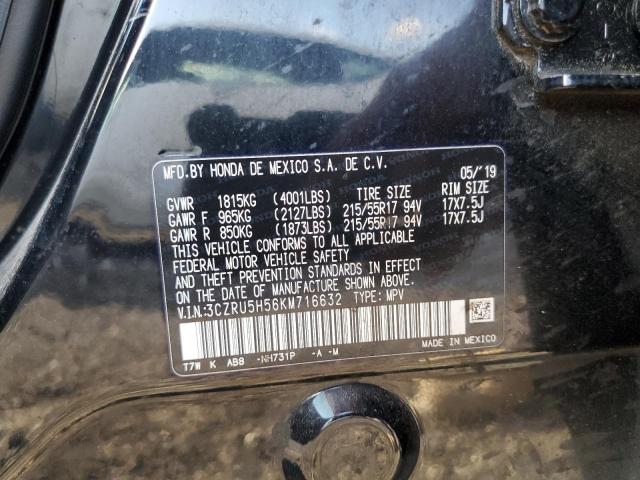 MFD.BY HONDA DE MEXICO S.A. DE C.V. 05/'19
GVWR 1815KG (4001LBS) TIRE SIZE RIM SIZE
GAWR F 965KG (2127LBS) 215/55R17 94V 17X7.5J
GAWR R 850KG (1873LBS) 215/55R17 94V 17X7.5J
THIS VEHICLE CONFORMS TO ALL APPLICABLE
FEDERAL MOTOR VEHICLE SAFETY
AND THEFT PREVENTION STANDARDS IN EFFECT
ON THE DATE OF MANUFACTURE SHOWN ABOVE.
V.I.N:3CZRU5H56KM716632 TYPE: MPV
T7W K AB8 -NH731P -A -M MADE IN MEXICO